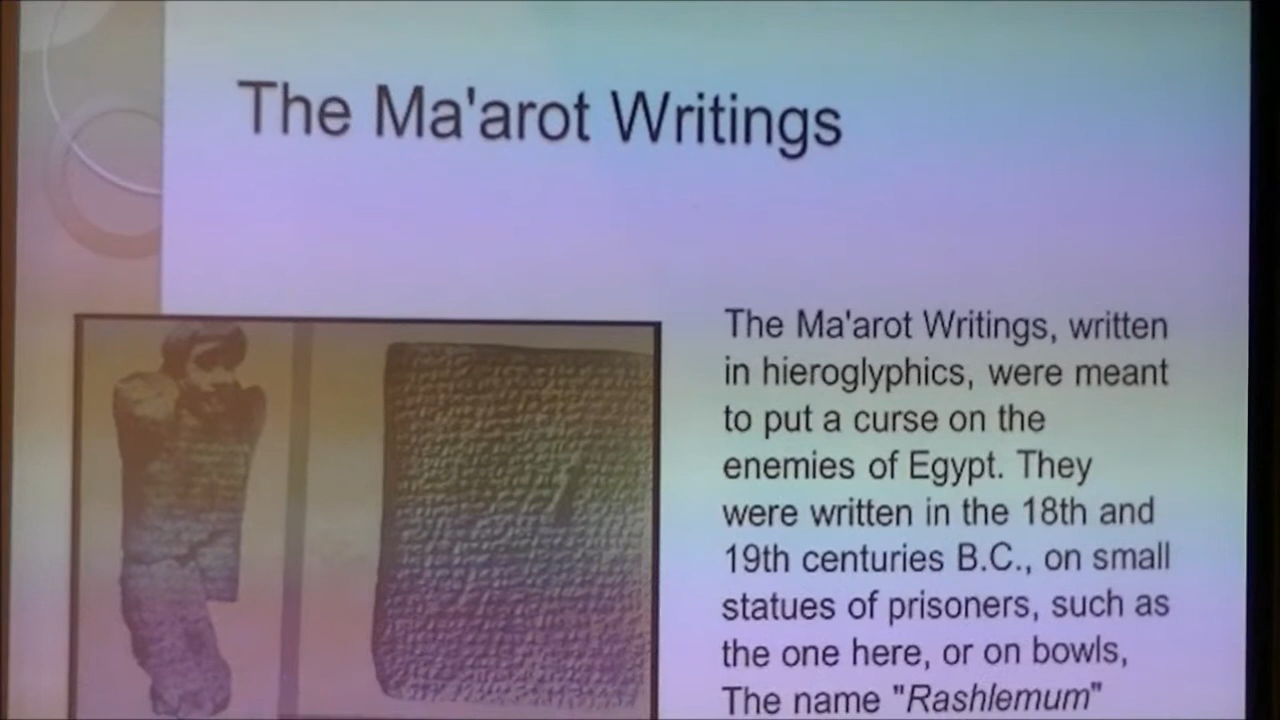 The Ma'arot Writings
The Ma'arot Writings, written
in hieroglyphics, were meant
to put a curse on the
enemies of Egypt. They
were written in the 18th and
19th centuries B.C., on small
statues of prisoners, such as
the one here, or on bowls,
The name "Rashlemum"